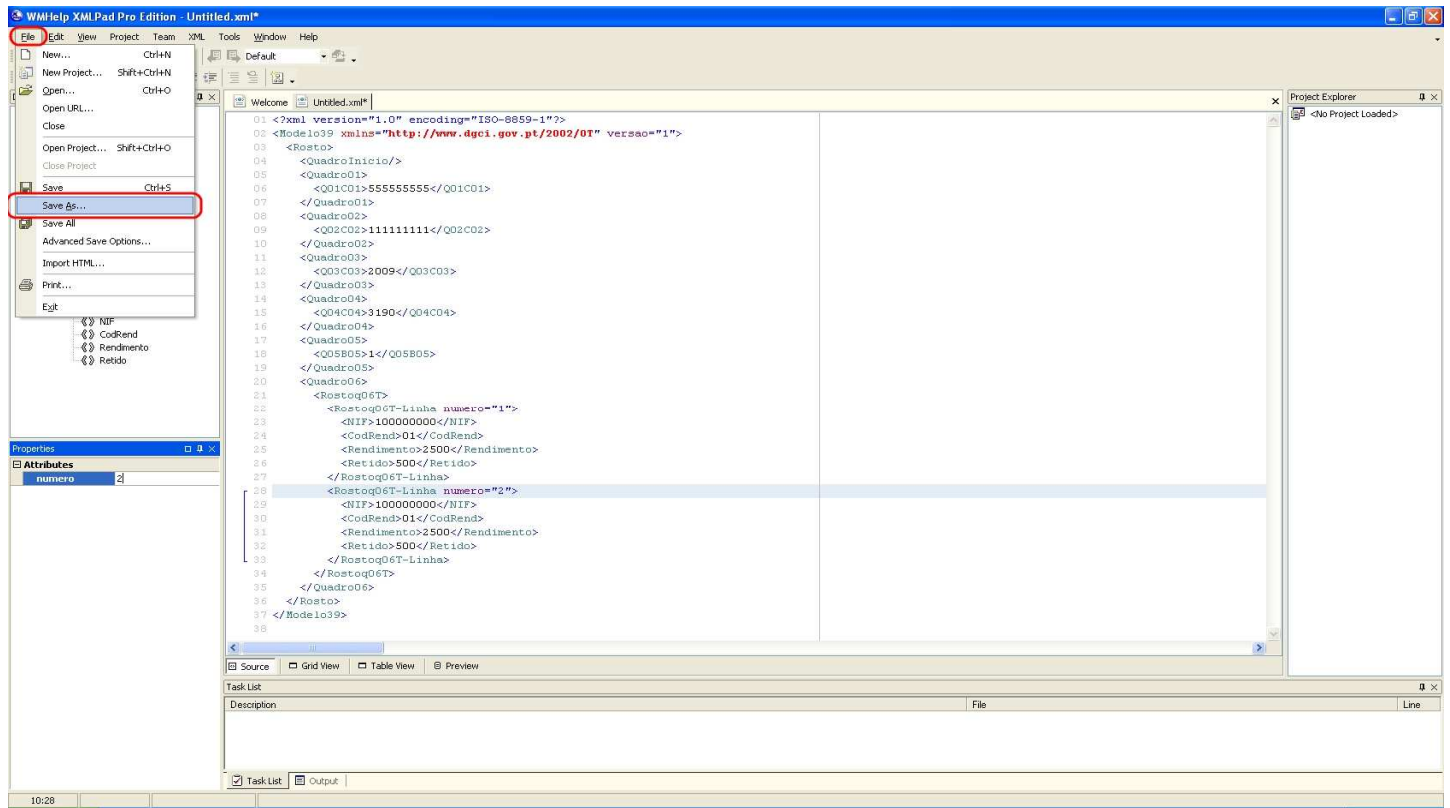 WMHelp XMLPad Pro Edition - Untitled.xml*
File Edit View Project Team XML Tools Window Help
New... Ctrl+N
Default
New Project... Shift+Ctrl+N
Open... Ctrl+O
Open URL...
Close
Open Project... Shift+Ctrl+O
Close Project
Save Ctrl+S
Save As...
Save All
Advanced Save Options...
Import HTML...
Print...
Exit
NIF
CodRend
Rendimento
Retido
Properties
Attributes
numero 2
Welcome Untitled.xml*
01 <?xml version="1.0" encoding="ISO-8859-1"?>
02 <Modelo39 xmlns="http://www.dgci.gov.pt/2002/OT" versao="1">
03 <Rosto>
04 <QuadroInicio/>
05 <Quadro01>
06 <Q01C01>555555555</Q01C01>
07 </Quadro01>
08 <Quadro02>
09 <Q02C02>111111111</Q02C02>
10 </Quadro02>
11 <Quadro03>
12 <Q03C03>2009</Q03C03>
13 </Quadro03>
14 <Quadro04>
15 <Q04C04>3190</Q04C04>
16 </Quadro04>
17 <Quadro05>
18 <Q05B05>1</Q05B05>
19 </Quadro05>
20 <Quadro06>
21 <Rostoq06T>
22 <Rostoq06T-Linha numero="1">
23 <NIF>100000000</NIF>
24 <CodRend>01</CodRend>
25 <Rendimento>2500</Rendimento>
26 <Retido>500</Retido>
27 </Rostoq06T-Linha>
28 <Rostoq06T-Linha numero="2">
29 <NIF>100000000</NIF>
30 <CodRend>01</CodRend>
31 <Rendimento>2500</Rendimento>
32 <Retido>500</Retido>
33 </Rostoq06T-Linha>
34 </Rostoq06T>
35 </Quadro06>
36 </Rosto>
37 </Modelo39>
38
Source Grid View Table View Preview
Project Explorer
<No Project Loaded>
Task List
Description File Line
Task List Output
10:28